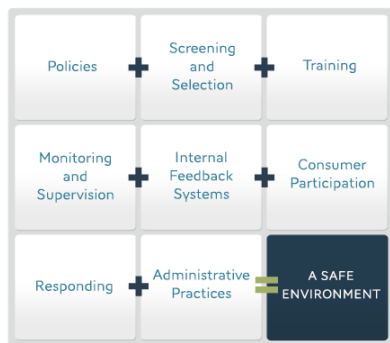 Policies
Screening
and
Selection
Training
Monitoring
and
Supervision
Internal
Feedback
Systems
Consumer
Participation
Responding
Administrative
Practices
A SAFE
ENVIRONMENT